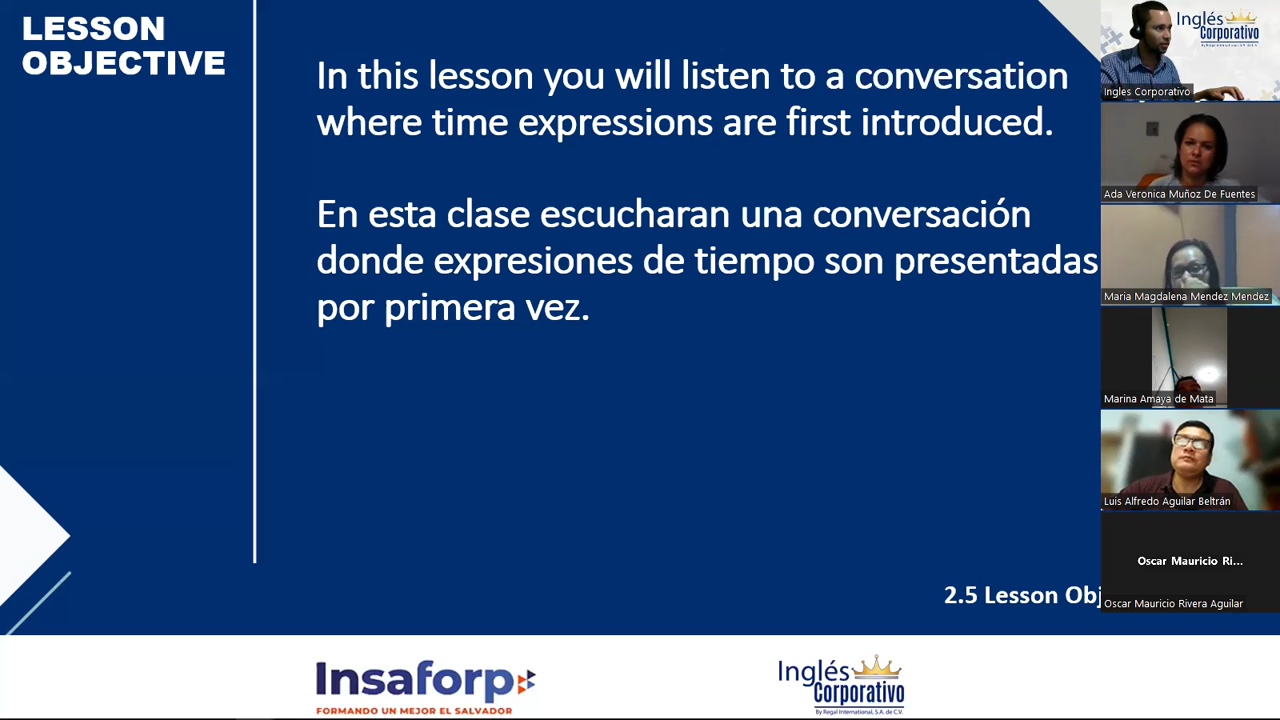 LESSON
OBJECTIVE
In this lesson you will listen to a conversation
where time expressions are first introduced.
En esta clase escucharan una conversación
donde expresiones de tiempo son presentadas
por primera vez.
2.5 Lesson Obj
Insaforp
FORMANDO UN MEJOR EL SALVADOR
Inglés
Corporativo
By Regal International, S.A. de C.V.
Inglés
Corporativo
Ingles Corporativo
Ada Veronica Muñoz De Fuentes
Maria Magdalena Mendez Mendez
Marina Amaya de Mata
Luis Alfredo Aguilar Beltrán
Oscar Mauricio Ri...
Oscar Mauricio Rivera Aguilar